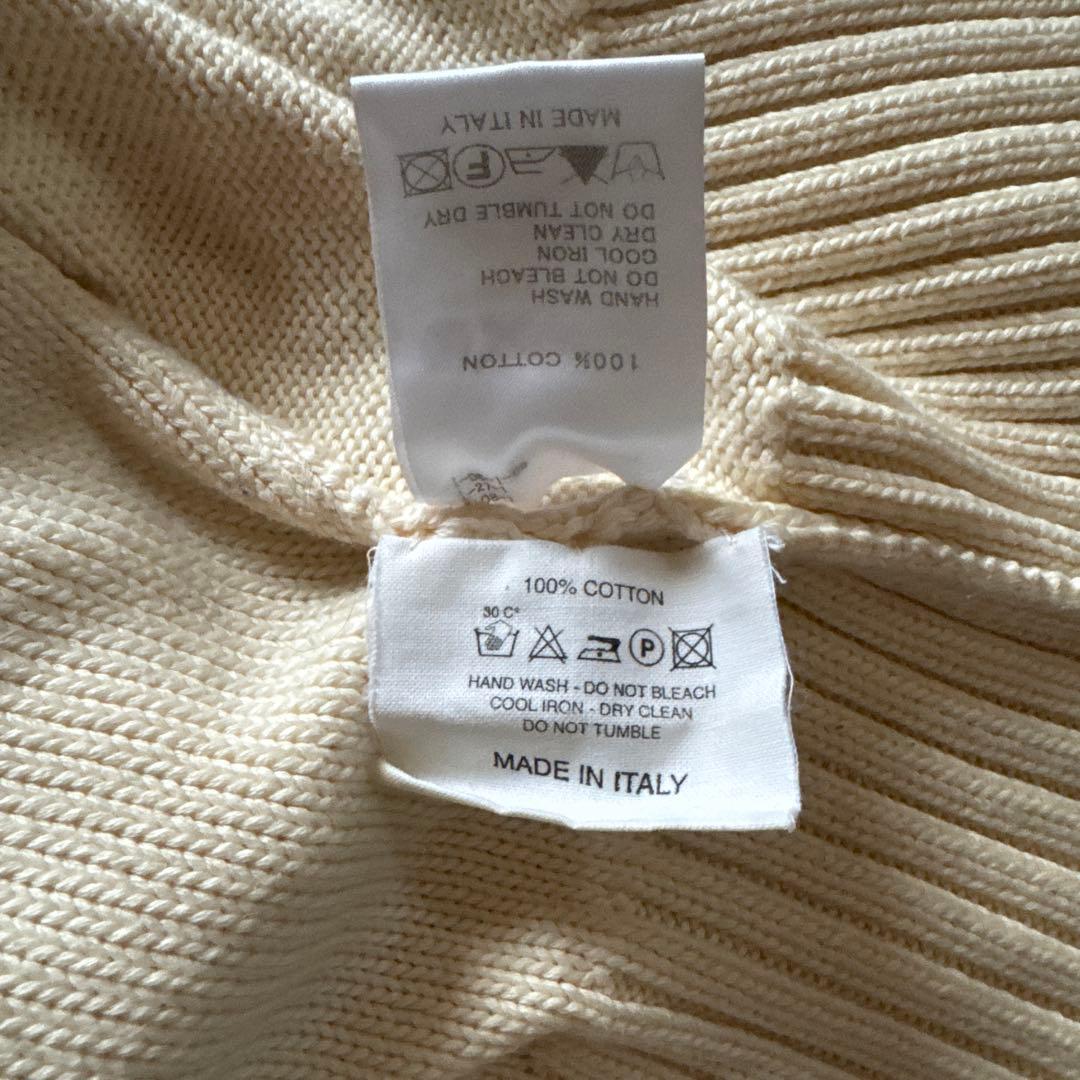 100% COTTON
HAND WASH
DO NOT BLEACH
COOL IRON
DRY CLEAN
DO NOT TUMBLE DRY
F
MADE IN ITALY
27
100% COTTON
30 C°
P
HAND WASH - DO NOT BLEACH
COOL IRON - DRY CLEAN
DO NOT TUMBLE
MADE IN ITALY